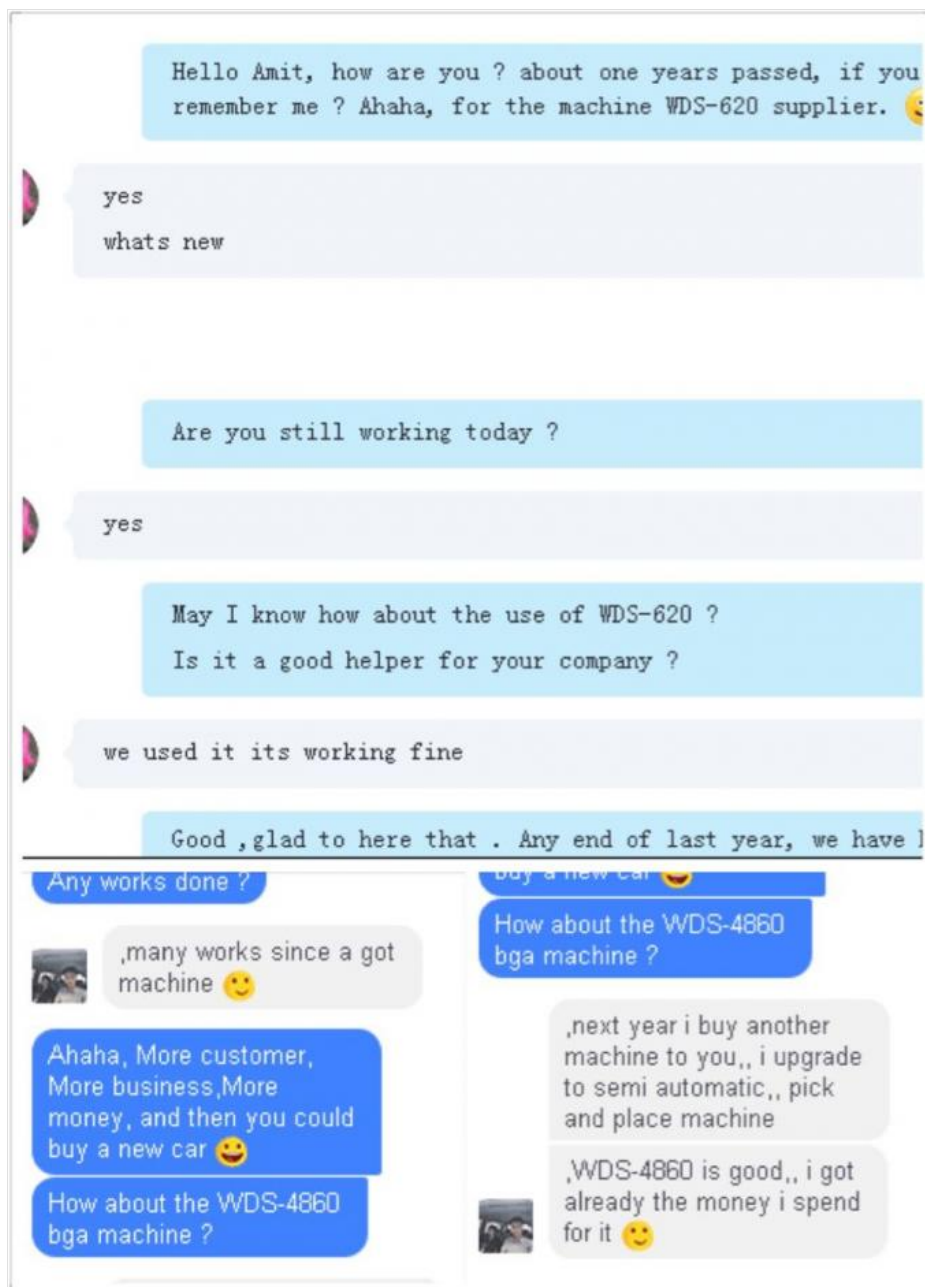 Hello Amit, how are you ? about one years passed, if you
remember me ? Ahaha, for the machine WDS-620 supplier.
yes
whats new
Are you still working today ?
yes
May I know how about the use of WDS-620 ?
Is it a good helper for your company ?
we used it its working fine
Good ,glad to here that . Any end of last year, we have
Any works done ?
,many works since a got
machine 🙂
Ahaha, More customer,
More business,More
money, and then you could
buy a new car 😀
How about the WDS-4860
bga machine ?
buy a new car 😀
How about the WDS-4860
bga machine ?
,next year i buy another
machine to you,, i upgrade
to semi automatic,, pick
and place machine
,WDS-4860 is good,, i got
already the money i spend
for it 🙂